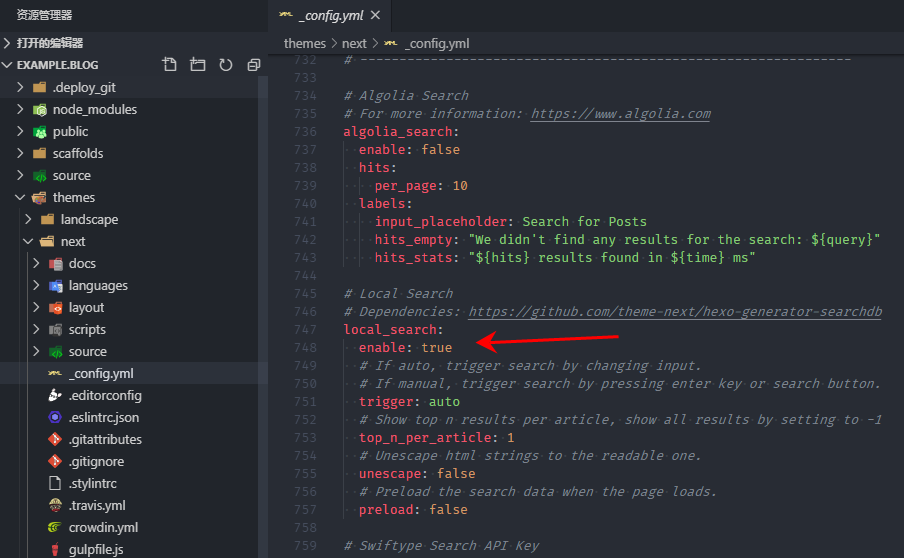 资源管理器
打开的编辑器
EXAMPLE.BLOG
.deploy_git
node_modules
public
scaffolds
source
themes
landscape
next
docs
languages
layout
scripts
source
_config.yml
.editorconfig
.eslintrc.json
.gitattributes
.gitignore
.stylintrc
.travis.yml
crowdin.yml
gulpfile.js
_config.yml
themes > next > _config.yml
732 # ---------------------------------------------------------------
733
734 # Algolia Search
735 # For more information: https://www.algolia.com
736 algolia_search:
737   enable: false
738   hits:
739     per_page: 10
740   labels:
741     input_placeholder: Search for Posts
742     hits_empty: "We didn't find any results for the search: ${query}"
743     hits_stats: "${hits} results found in ${time} ms"
744
745 # Local Search
746 # Dependencies: https://github.com/theme-next/hexo-generator-searchdb
747 local_search:
748   enable: true
749   # If auto, trigger search by changing input.
750   # If manual, trigger search by pressing enter key or search button.
751   trigger: auto
752   # Show top n results per article, show all results by setting to -1
753   top_n_per_article: 1
754   # Unescape html strings to the readable one.
755   unescape: false
756   # Preload the search data when the page loads.
757   preload: false
758
759 # Swiftype Search API Key